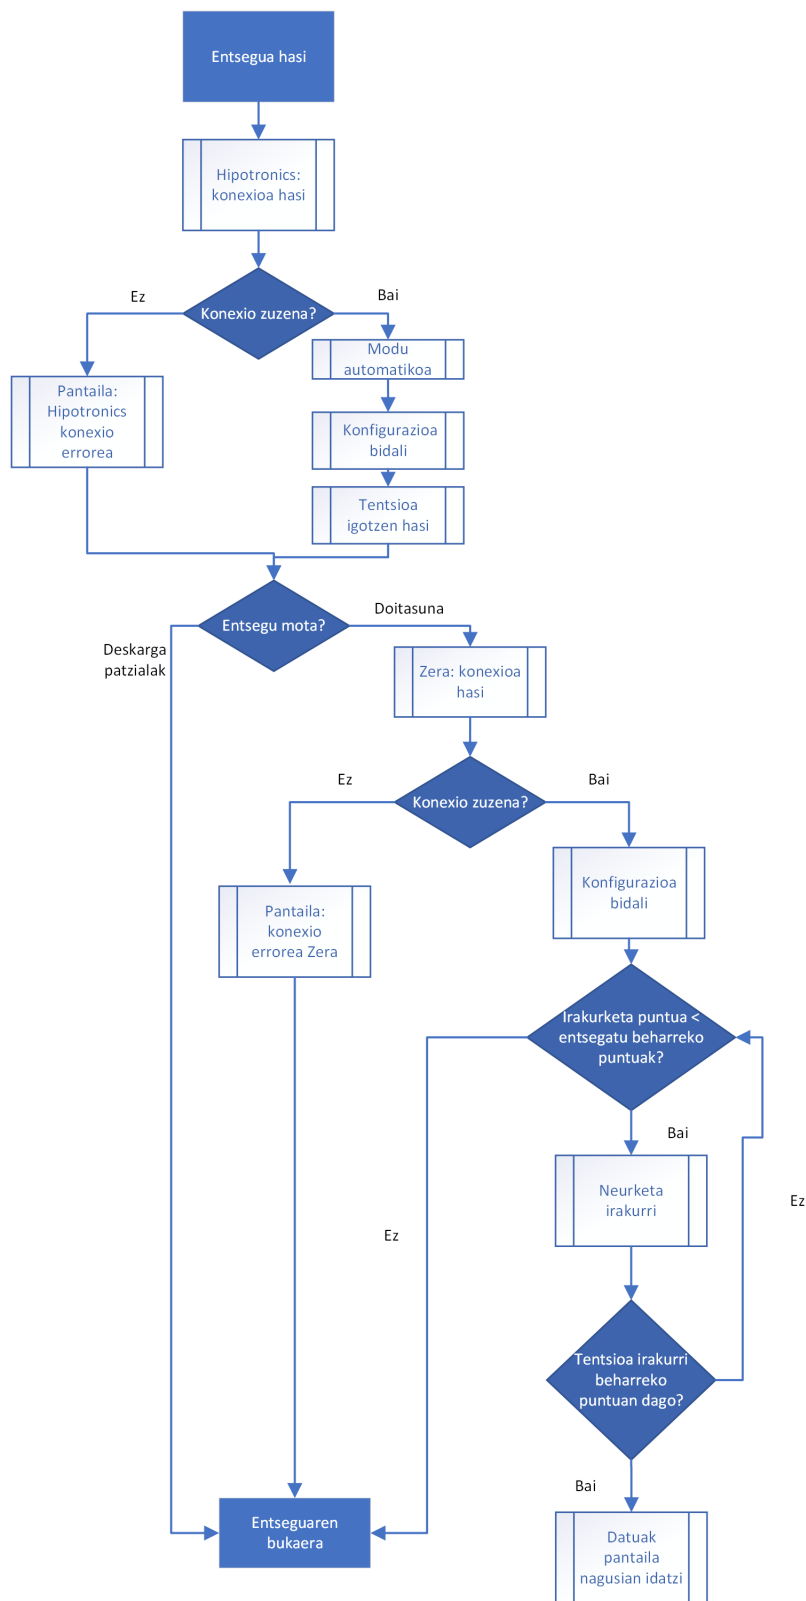 Entsegua hasi
Hipotronics:
konexioa hasi
Konexio zuzena?
Ez
Bai
Modu
automatikoa
Pantaila:
Hipotronics
konexio
errorea
Konfigurazioa
bidali
Tentsioa
igotzen hasi
Entsegu mota?
Doitasuna
Deskarga
patzialak
Zera: konexioa
hasi
Konexio zuzena?
Ez
Bai
Konfigurazioa
bidali
Pantaila:
konexio
errorea Zera
Irakurketa puntua <
entsegatu beharreko
puntuak?
Bai
Neurketa
irakurri
Ez
Ez
Tentsioa irakurri
beharreko
puntuan dago?
Bai
Entseguaren
bukaera
Datuak
pantaila
nagusian idatzi